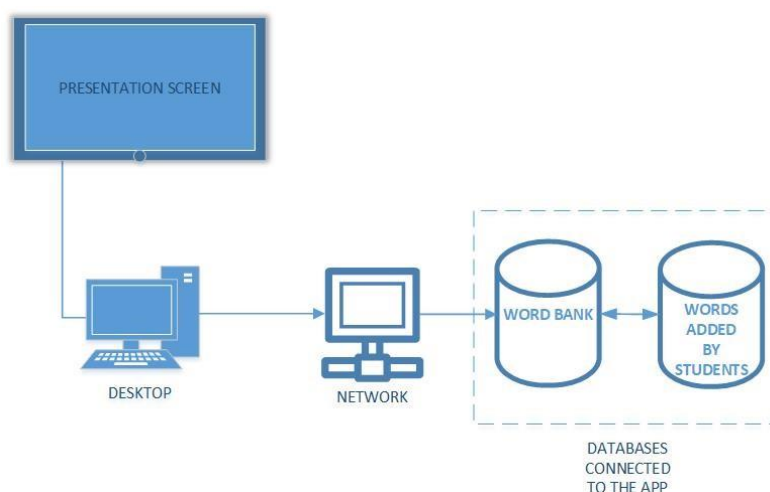 PRESENTATION SCREEN
DESKTOP
NETWORK
WORD BANK
WORDS
ADDED
BY
STUDENTS
DATABASES
CONNECTED
TO THE APP